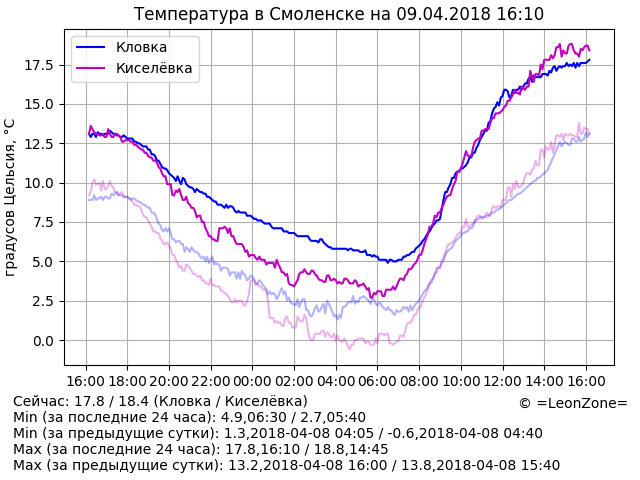 Температура в Смоленске на 09.04.2018 16:10
Кловка
Киселёвка
градусов Цельсия, °C
17.5
15.0
12.5
10.0
7.5
5.0
2.5
0.0
16:00 18:00 20:00 22:00 00:00 02:00 04:00 06:00 08:00 10:00 12:00 14:00 16:00
Сейчас: 17.8 / 18.4 (Кловка / Киселёвка)
© =LeonZone=
Min (за последние 24 часа): 4.9,06:30 / 2.7,05:40
Min (за предыдущие сутки): 1.3,2018-04-08 04:05 / -0.6,2018-04-08 04:40
Max (за последние 24 часа): 17.8,16:10 / 18.8,14:45
Max (за предыдущие сутки): 13.2,2018-04-08 16:00 / 13.8,2018-04-08 15:40